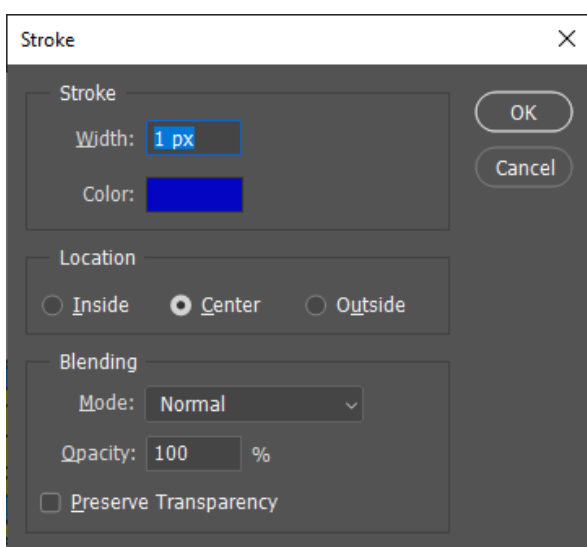 Stroke
Stroke
Width: 1 px
Color:
OK
Cancel
Location
Inside Center Outside
Blending
Mode: Normal
Opacity: 100 %
Preserve Transparency